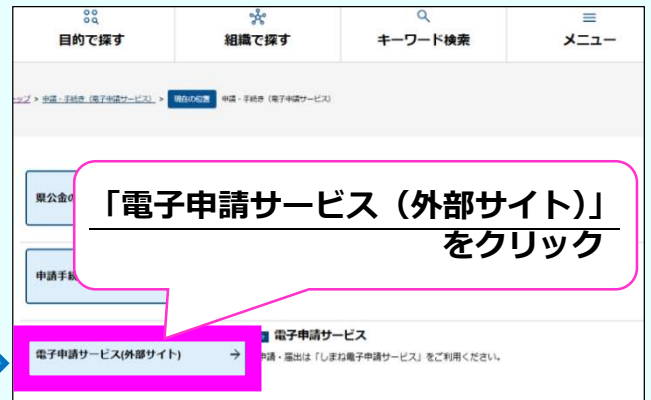 目的で探す
組織で探す
キーワード検索
メニュー
ップ > 申請・手続き（電子申請サービス） > 現在の位置 申請・手続き（電子申請サービス）
県公金の
「電子申請サービス（外部サイト）」
をクリック
申請手続
電子申請サービス
電子申請サービス(外部サイト) →
申請・届出は「しまね電子申請サービス」をご利用ください。